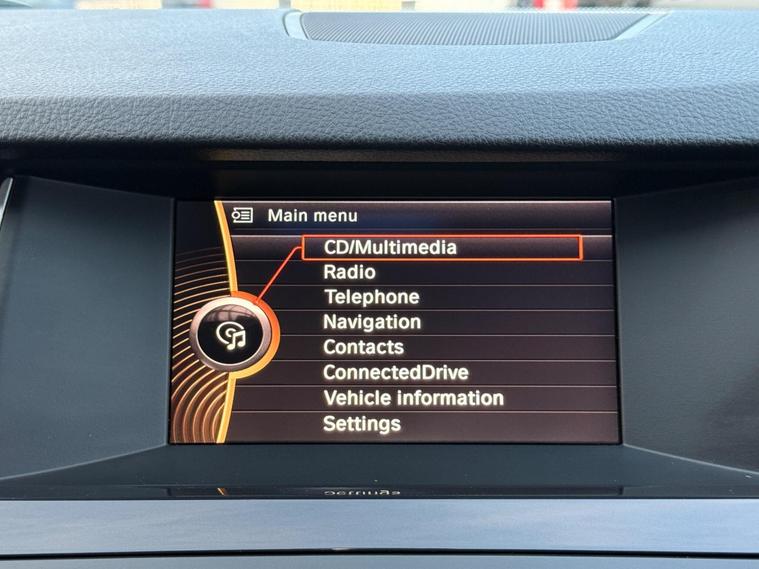 Main menu
CD/Multimedia
Radio
Telephone
Navigation
Contacts
ConnectedDrive
Vehicle information
Settings